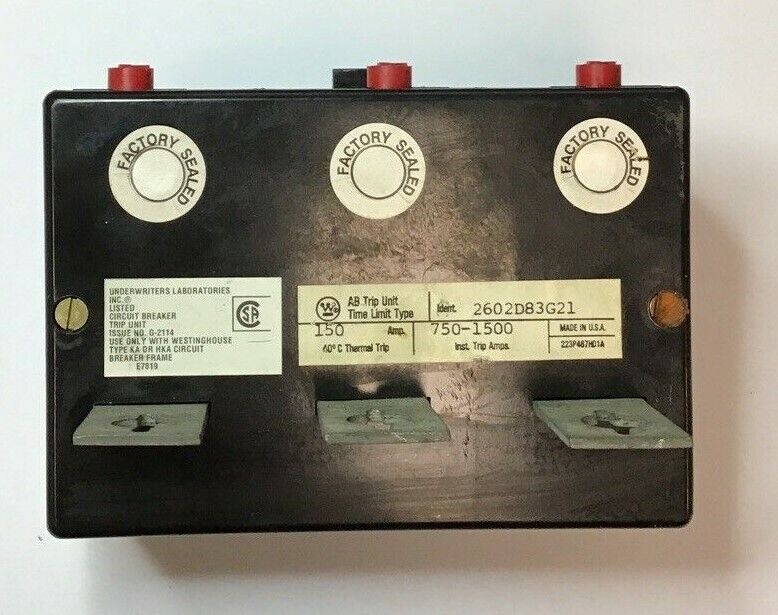 FACTORY SEALED
FACTORY SEALED
FACTORY SEALED
UNDERWRITERS LABORATORIES
INC.®
LISTED
CIRCUIT BREAKER
TRIP UNIT
ISSUE NO. G-2114
USE ONLY WITH WESTINGHOUSE
TYPE KA OR HKA CIRCUIT
BREAKER FRAME
E7819
SA
W
AB Trip Unit
Time Limit Type
Ident. 2602D83G21
150 Amp.
40° C Thermal Trip
750-1500
Inst. Trip Amps.
MADE IN U.S.A.
223P467H01A